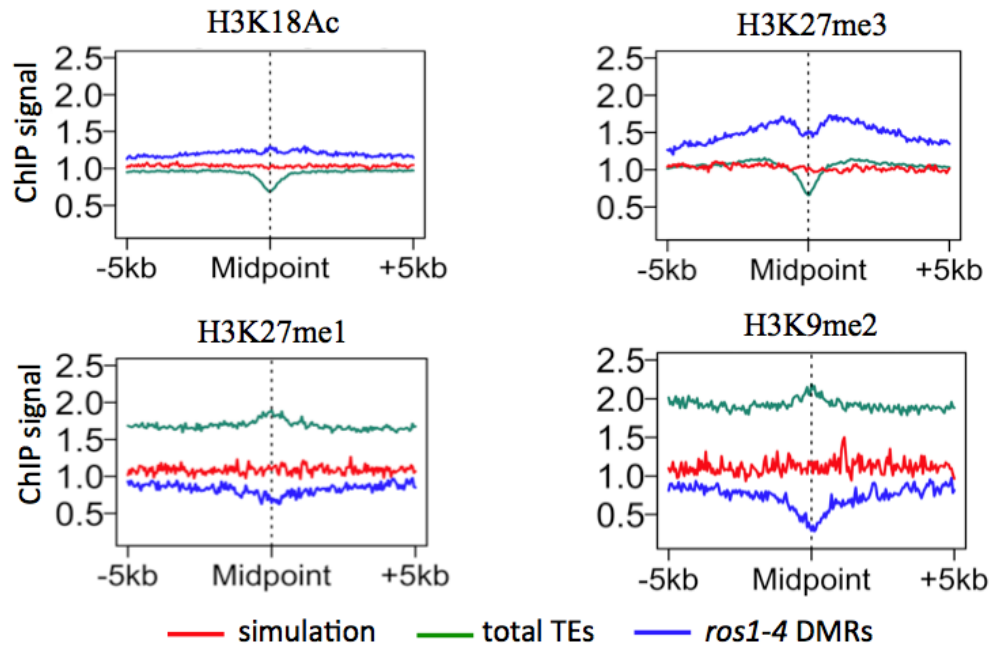 H3K18Ac
2.5
2.0
1.5
1.0
0.5
ChIP signal
-5kb Midpoint +5kb
H3K27me3
2.5
2.0
1.5
1.0
0.5
-5kb Midpoint +5kb
H3K27me1
2.5
2.0
1.5
1.0
0.5
ChIP signal
-5kb Midpoint +5kb
H3K9me2
2.5
2.0
1.5
1.0
0.5
-5kb Midpoint +5kb
simulation total TEs ros1-4 DMRs